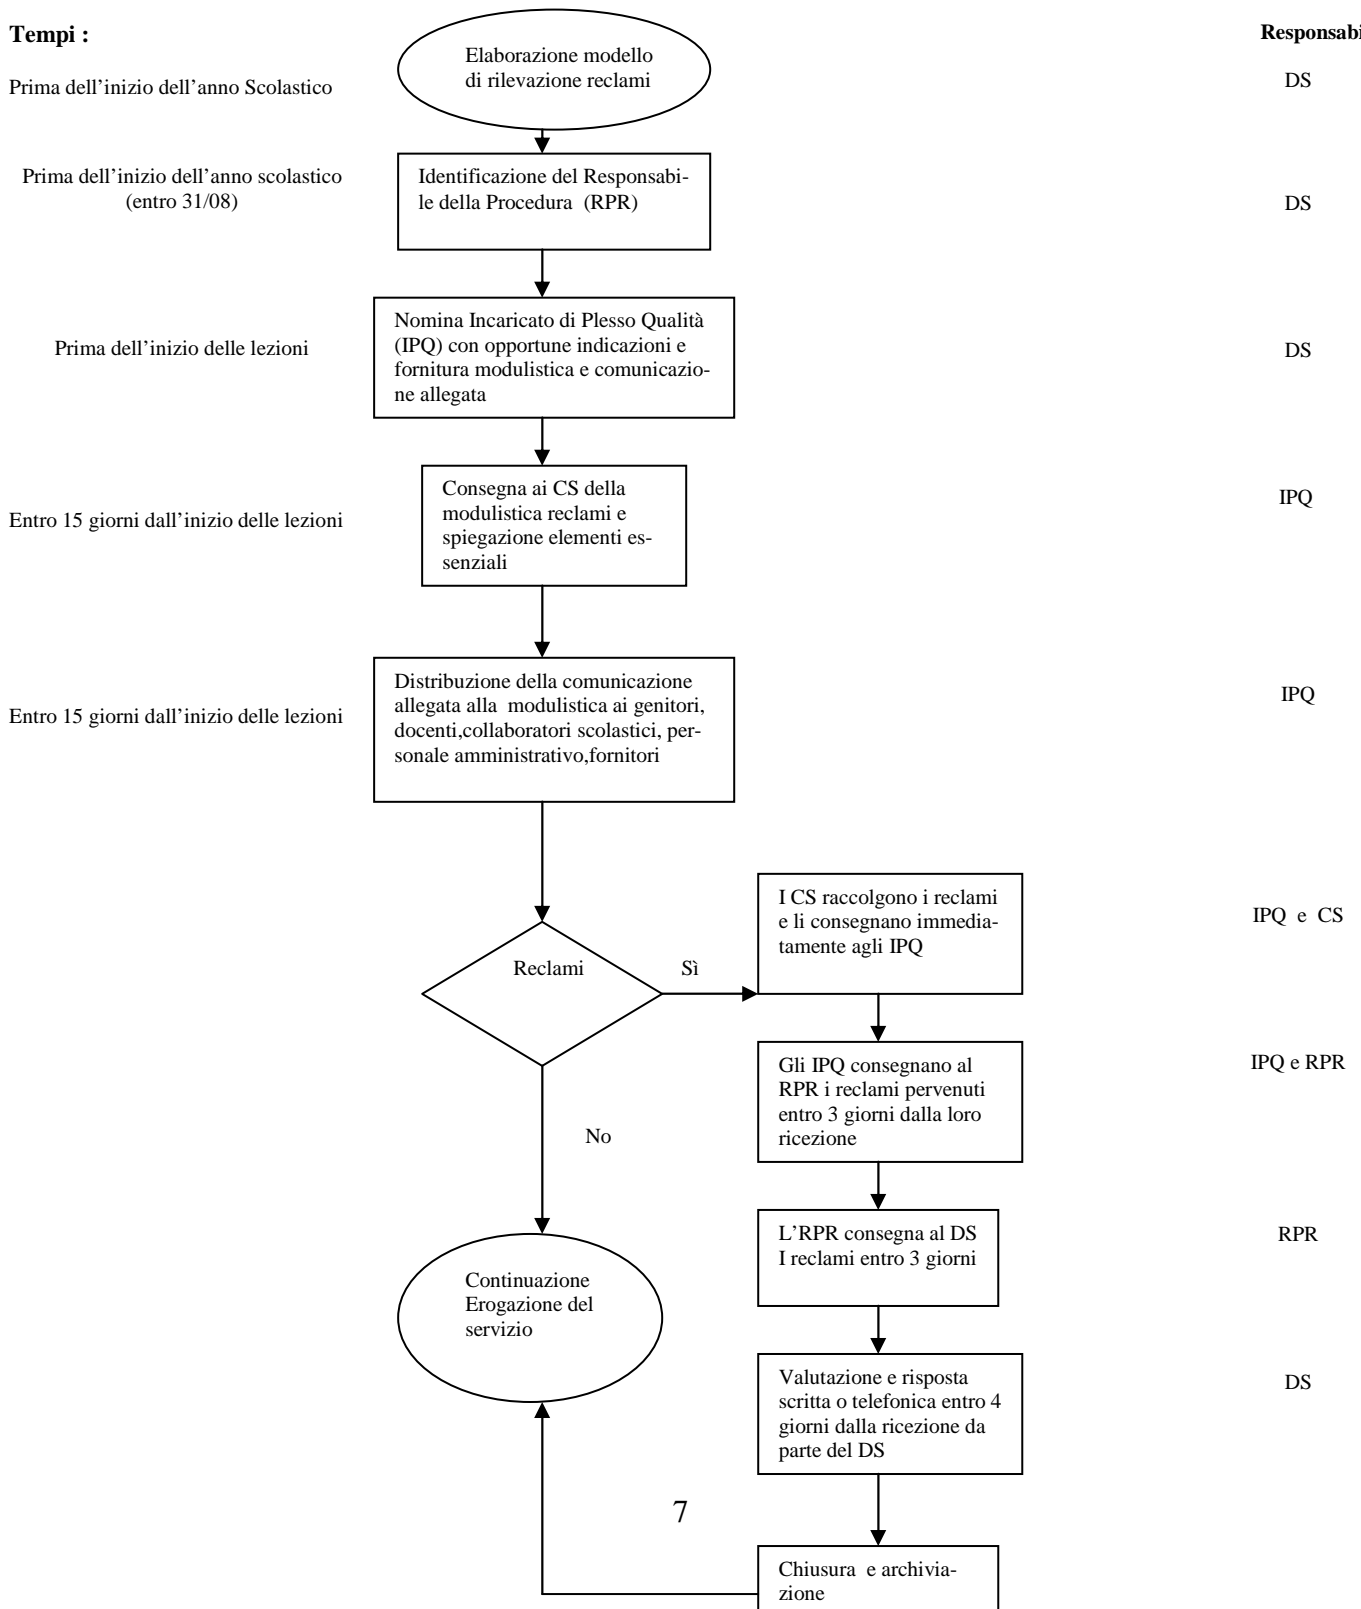 Tempi :
Responsabi
Elaborazione modello
di rilevazione reclami
Prima dell’inizio dell’anno Scolastico
DS
Prima dell’inizio dell’anno scolastico
(entro 31/08)
Identificazione del Responsabi-
le della Procedura (RPR)
DS
Prima dell’inizio delle lezioni
Nomina Incaricato di Plesso Qualità
(IPQ) con opportune indicazioni e
fornitura modulistica e comunicazio-
ne allegata
DS
Entro 15 giorni dall’inizio delle lezioni
Consegna ai CS della
modulistica reclami e
spiegazione elementi es-
senziali
IPQ
Entro 15 giorni dall’inizio delle lezioni
Distribuzione della comunicazione
allegata alla modulistica ai genitori,
docenti,collaboratori scolastici, per-
sonale amministrativo,fornitori
IPQ
Reclami
Sì
I CS raccolgono i reclami
e li consegnano immedia-
tamente agli IPQ
IPQ e CS
Gli IPQ consegnano al
RPR i reclami pervenuti
entro 3 giorni dalla loro
ricezione
IPQ e RPR
No
L’RPR consegna al DS
I reclami entro 3 giorni
RPR
Continuazione
Erogazione del
servizio
Valutazione e risposta
scritta o telefonica entro 4
giorni dalla ricezione da
parte del DS
DS
7
Chiusura e archivia-
zione